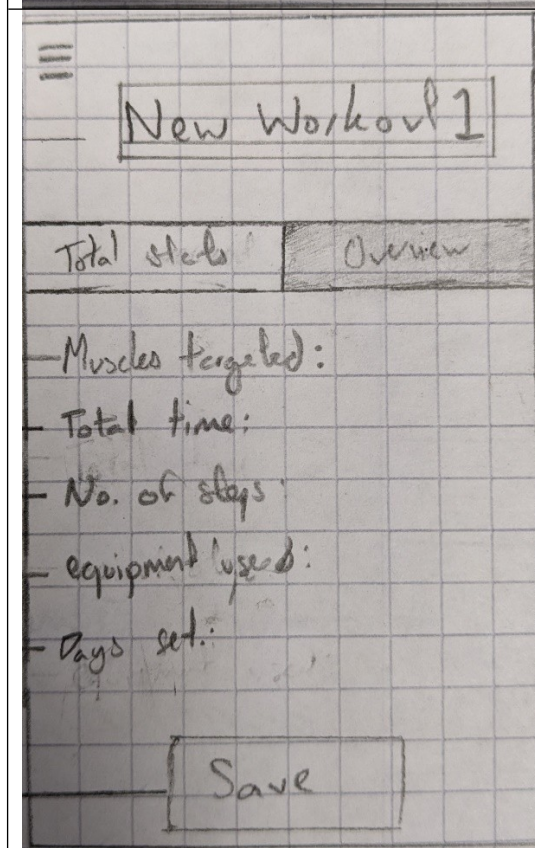 New Workout 1
Total stats Overview
Muscles targeted:
Total time:
No. of steps:
equipment used:
Days set:
Save